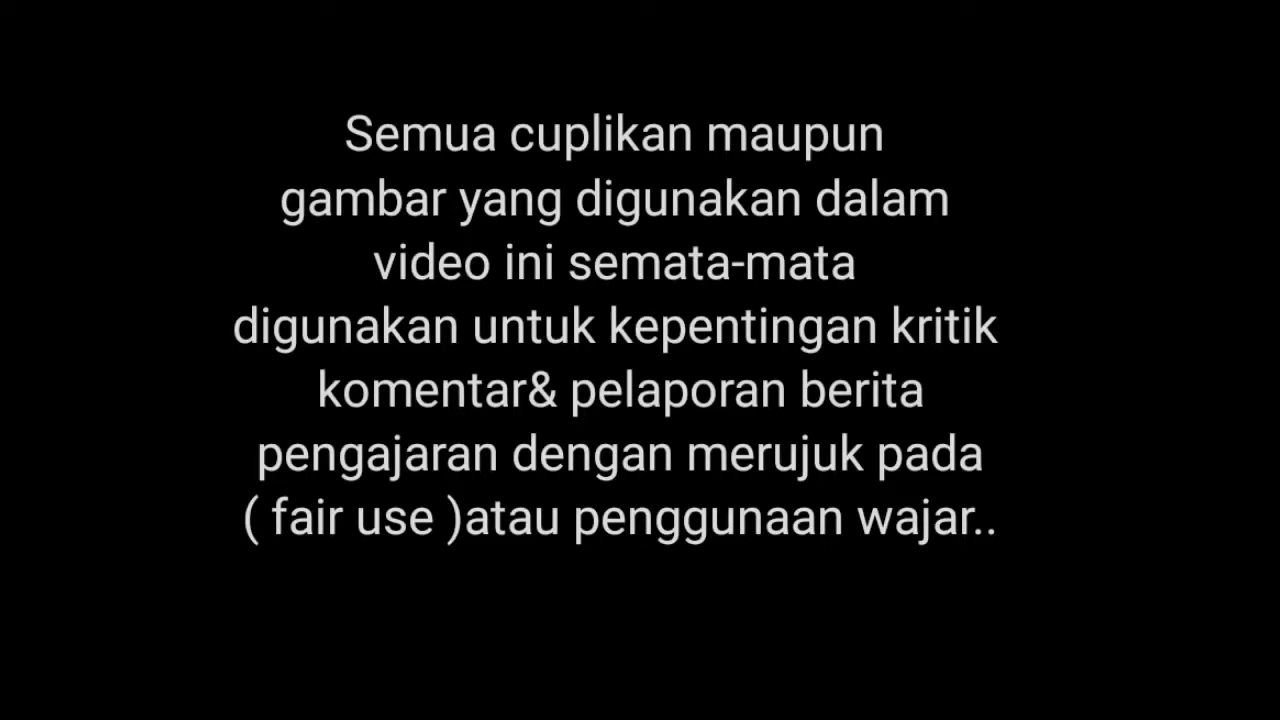 Semua cuplikan maupun
gambar yang digunakan dalam
video ini semata-mata
digunakan untuk kepentingan kritik
komentar& pelaporan berita
pengajaran dengan merujuk pada
( fair use )atau penggunaan wajar..